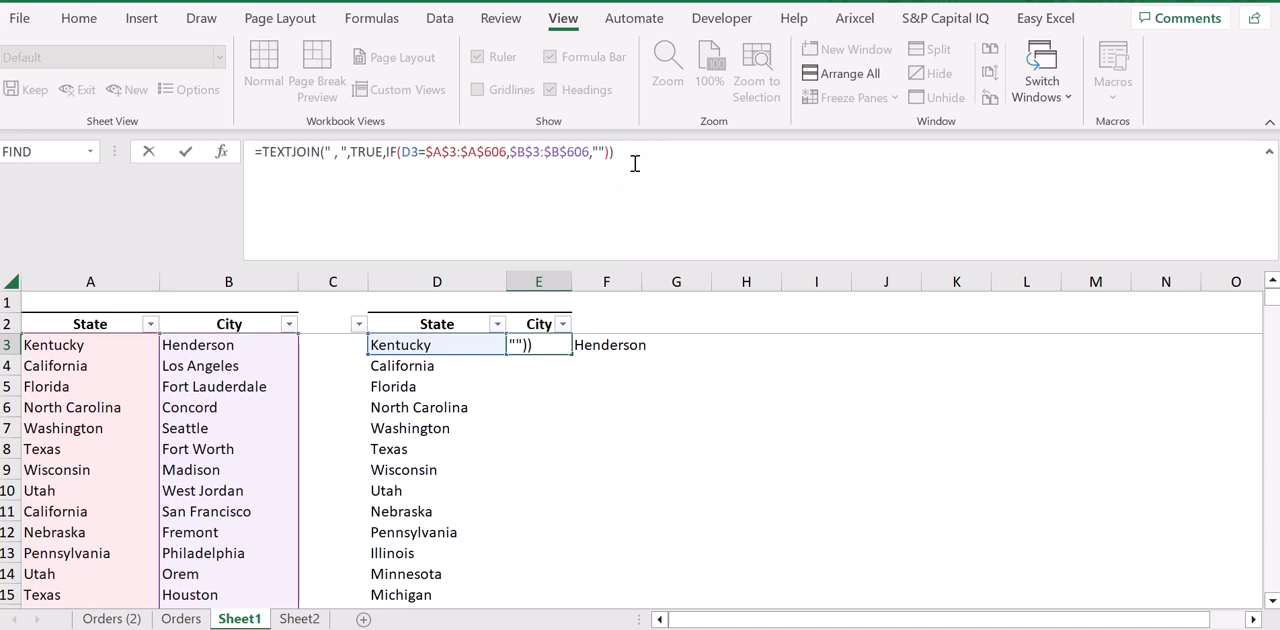 File Home Insert Draw Page Layout Formulas Data Review View Automate Developer Help Arixcel S&P Capital IQ Easy Excel Comments
Default
Keep Exit New Options
Sheet View
Normal Page Break Preview Page Layout Custom Views
Workbook Views
Ruler Formula Bar
Gridlines Headings
Show
Zoom 100% Zoom to Selection
Zoom
New Window Split
Arrange All Hide
Freeze Panes Unhide
Switch Windows
Window
Macros
Macros
FIND fx =TEXTJOIN(" , ",TRUE,IF(D3=$A$3:$A$606,$B$3:$B$606,""))
A B C D E F G H I J K L M N O
1
2 State City State City
3 Kentucky Henderson Kentucky "")) Henderson
4 California Los Angeles California
5 Florida Fort Lauderdale Florida
6 North Carolina Concord North Carolina
7 Washington Seattle Washington
8 Texas Fort Worth Texas
9 Wisconsin Madison Wisconsin
10 Utah West Jordan Utah
11 California San Francisco Nebraska
12 Nebraska Fremont Pennsylvania
13 Pennsylvania Philadelphia Illinois
14 Utah Orem Minnesota
15 Texas Houston Michigan
Orders (2) Orders Sheet1 Sheet2